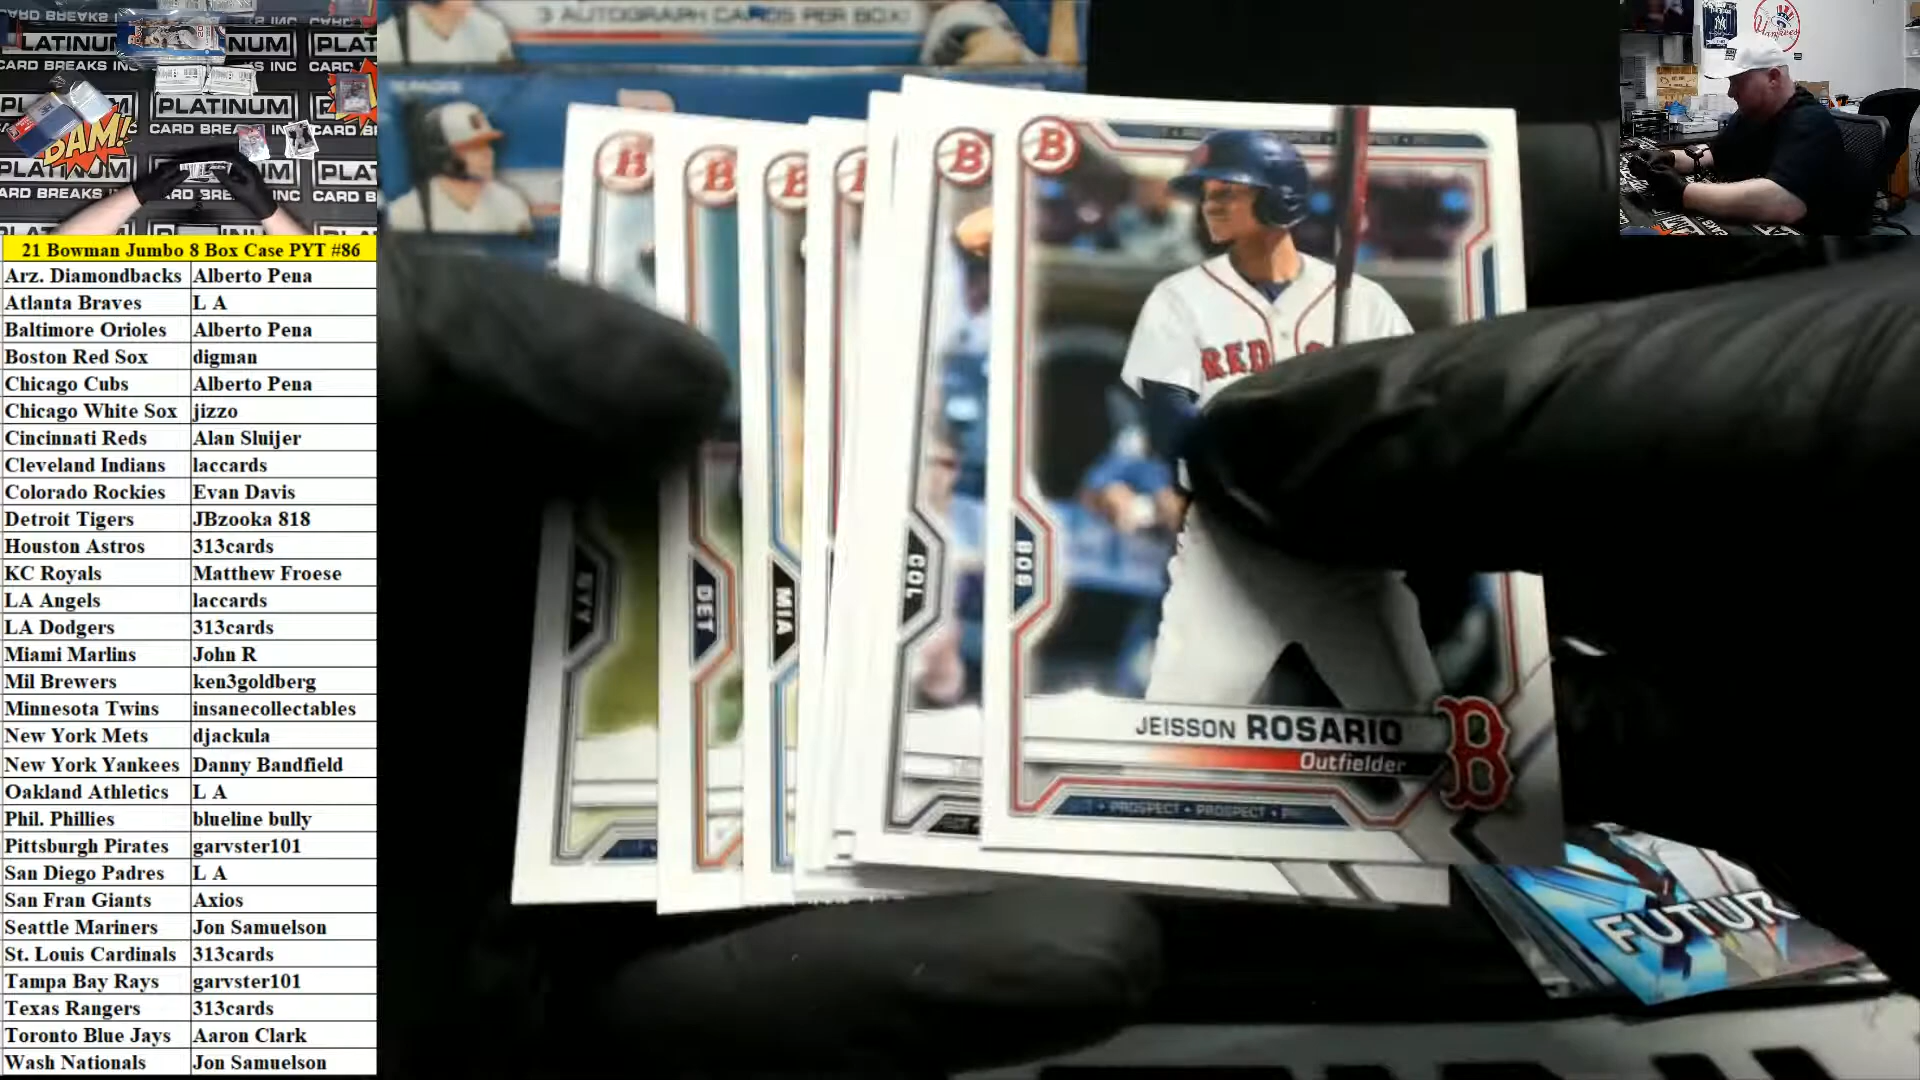 3 AUTOGRAPH CARDS PER BOX
PLATINUM
CARD BREAKS INC
BAM!
21 Bowman Jumbo 8 Box Case PYT #86
Arz. Diamondbacks Alberto Pena
Atlanta Braves L A
Baltimore Orioles Alberto Pena
Boston Red Sox digman
Chicago Cubs Alberto Pena
Chicago White Sox jizzo
Cincinnati Reds Alan Sluijer
Cleveland Indians laccards
Colorado Rockies Evan Davis
Detroit Tigers JBzooka 818
Houston Astros 313cards
KC Royals Matthew Froese
LA Angels laccards
LA Dodgers 313cards
Miami Marlins John R
Mil Brewers ken3goldberg
Minnesota Twins insanecollectables
New York Mets djackula
New York Yankees Danny Bandfield
Oakland Athletics L A
Phil. Phillies blueline bully
Pittsburgh Pirates garvster101
San Diego Padres L A
San Fran Giants Axios
Seattle Mariners Jon Samuelson
St. Louis Cardinals 313cards
Tampa Bay Rays garvster101
Texas Rangers 313cards
Toronto Blue Jays Aaron Clark
Wash Nationals Jon Samuelson
B
B
B
B
B
NYY
DET
MIA
COL
BOS
RED
JEISSON ROSARIO
Outfielder
B
PROSPECT • PROSPECT
FUTUR
Yankees